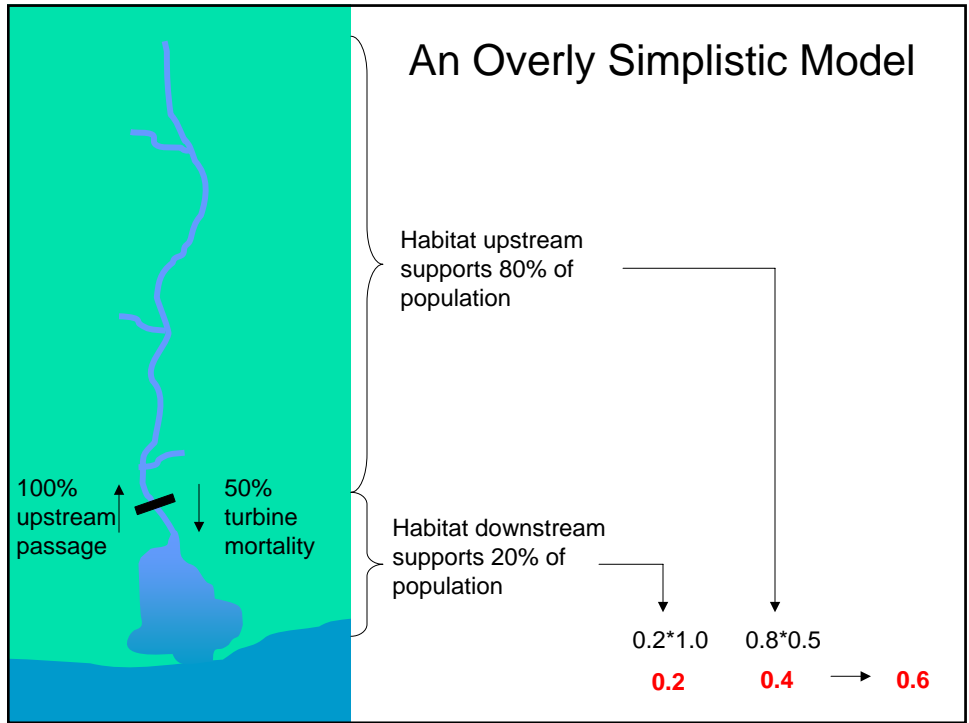 An Overly Simplistic Model
Habitat upstream
supports 80% of
population
100%
upstream
passage
50%
turbine
mortality
Habitat downstream
supports 20% of
population
0.2*1.0 0.8*0.5
0.2 0.4 0.6